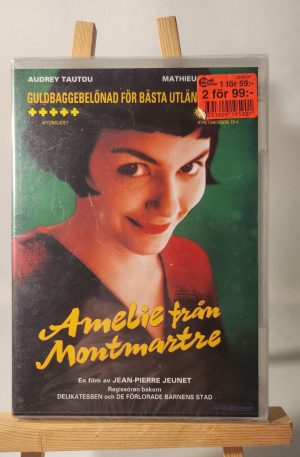 AUDREY TAUTOU MATHIEU
GULDBAGGEBELÖNAD FÖR BÄSTA UTLÄN
1 för 59:-
2 för 99:-
AFTONBLADET
Amelie från
Montmartre
En film av JEAN-PIERRE JEUNET
Regissören bakom
DELIKATESSEN och DE FÖRLORADE BARNENS STAD